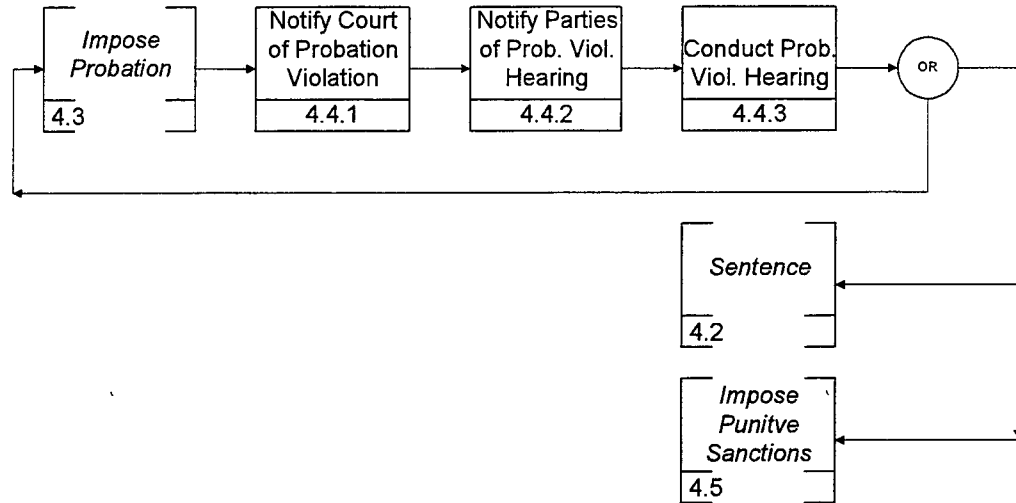 Impose
Probation
4.3
Notify Court
of Probation
Violation
4.4.1
Notify Parties
of Prob. Viol.
Hearing
4.4.2
Conduct Prob.
Viol. Hearing
4.4.3
OR
Sentence
4.2
Impose
Punitve
Sanctions
4.5